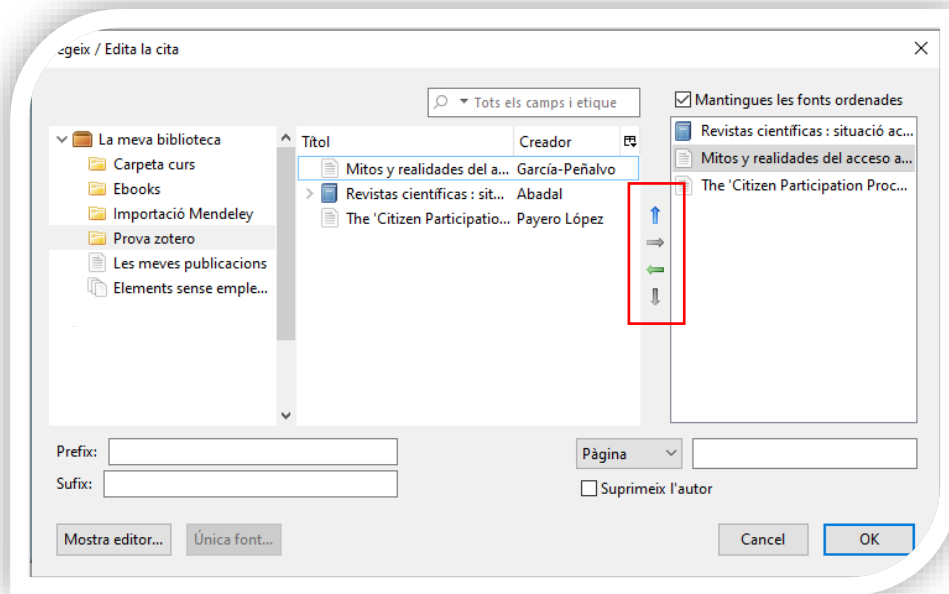 egeix / Edita la cita
Tots els camps i etique
Mantingues les fonts ordenades
La meva biblioteca
Carpeta curs
Ebooks
Importació Mendeley
Prova zotero
Les meves publicacions
Elements sense emple...
Títol Creador
Mitos y realidades del a... García-Peñalvo
Revistas científicas : sit... Abadal
The 'Citizen Participatio... Payero López
Revistas científicas : situació ac...
Mitos y realidades del acceso a...
The 'Citizen Participation Proc...
Prefix:
Sufix:
Pàgina
Suprimeix l'autor
Mostra editor...
Única font...
Cancel
OK